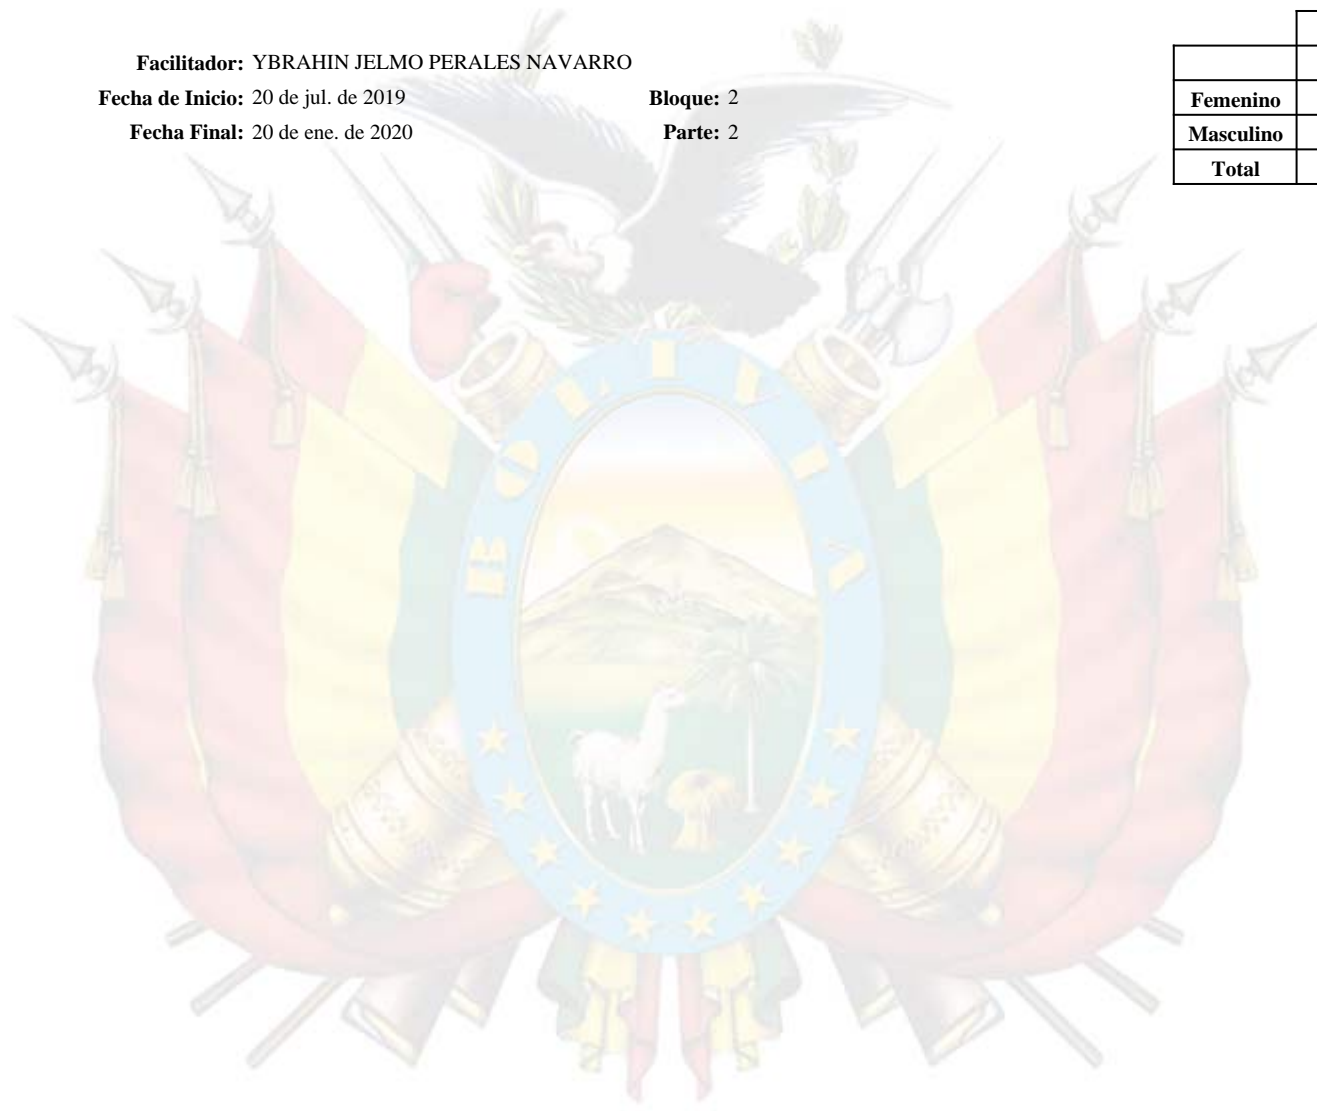 Facilitador: YBRAHIN JELMO PERALES NAVARRO
Fecha de Inicio: 20 de jul. de 2019 Bloque: 2
Fecha Final: 20 de ene. de 2020 Parte: 2
Femenino
Masculino
Total
BOLIVIA